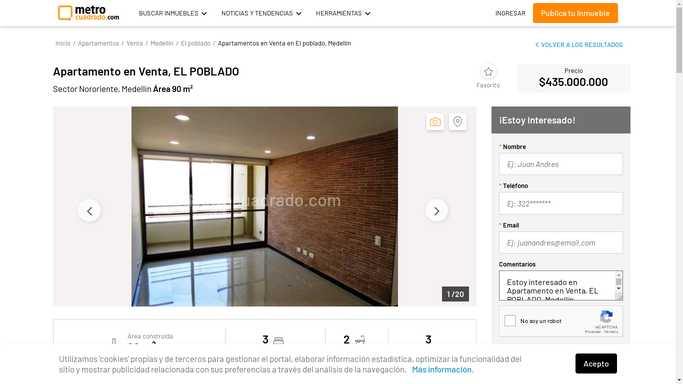 metro
cuadrado.com
BUSCAR INMUEBLES
NOTICIAS Y TENDENCIAS
HERRAMIENTAS
INGRESAR
Publica tu Inmueble
Inicio / Apartamentos / Venta / Medellín / El poblado / Apartamentos en Venta en El poblado, Medellín
VOLVER A LOS RESULTADOS
Apartamento en Venta, EL POBLADO
Sector Nororiente, Medellín Área 90 m²
Favorito
Precio
$435.000.000
cuadrado.com
1 / 20
¡Estoy Interesado!
* Nombre
Ej: Juan Andres
* Teléfono
Ej: 322*******
* Email
Ej: juanandres@email.com
Comentarios
Estoy interesado en
Apartamento en Venta, EL
POBLADO, Medellín
No soy un robot
reCAPTCHA
Privacidad - Términos
Área construida
3
2
3
Utilizamos 'cookies' propias y de terceros para gestionar el portal, elaborar información estadística, optimizar la funcionalidad del
sitio y mostrar publicidad relacionada con sus preferencias a través del análisis de la navegación. Más información.
Acepto